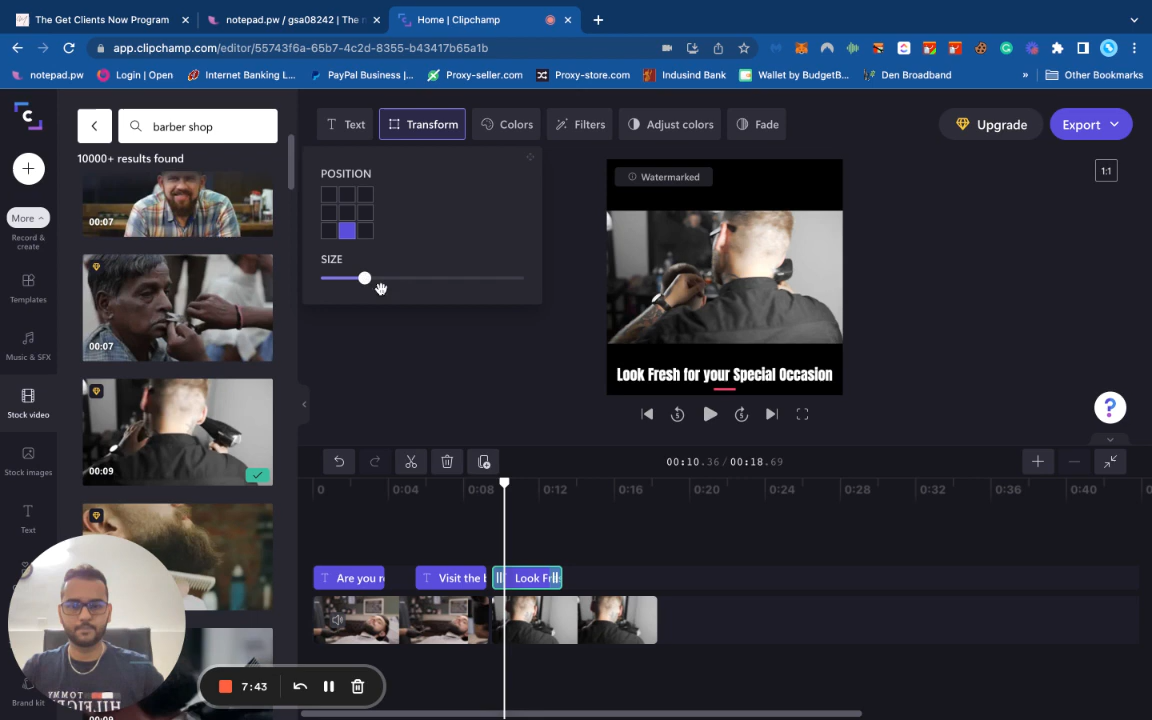 The Get Clients Now Program
notepad.pw / gsa08242 | The n
Home | Clipchamp
app.clipchamp.com/editor/55743f6a-65b7-4c2d-8355-b43417b65a1b
notepad.pw
Login | Open
Internet Banking L...
PayPal Business |...
Proxy-seller.com
Proxy-store.com
Indusind Bank
Wallet by BudgetB...
Den Broadband
»
Other Bookmarks
barber shop
Text
Transform
Colors
Filters
Adjust colors
Fade
Upgrade
Export
10000+ results found
POSITION
SIZE
Watermarked
1:1
More
Record & create
Templates
Music & SFX
Stock video
Stock images
Text
Brand kit
00:07
00:07
00:09
Look Fresh for your Special Occasion
5
5
?
00:10.36 / 00:18.69
0
0:04
0:08
0:12
0:16
0:20
0:24
0:28
0:32
0:36
0:40
T Are you r
T Visit the b
Look Fr
7:43